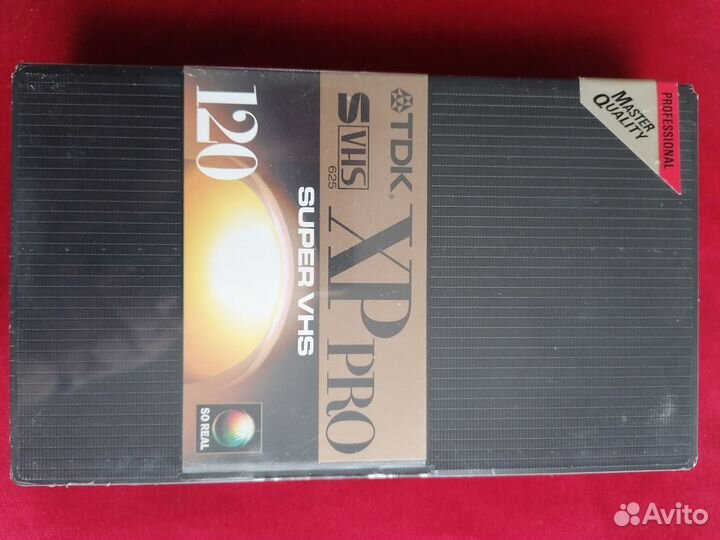 PROFESSIONAL
MASTER
QUALITY
TDK®
S VHS
625
XP PRO
SUPER VHS
120
SO REAL
Avito